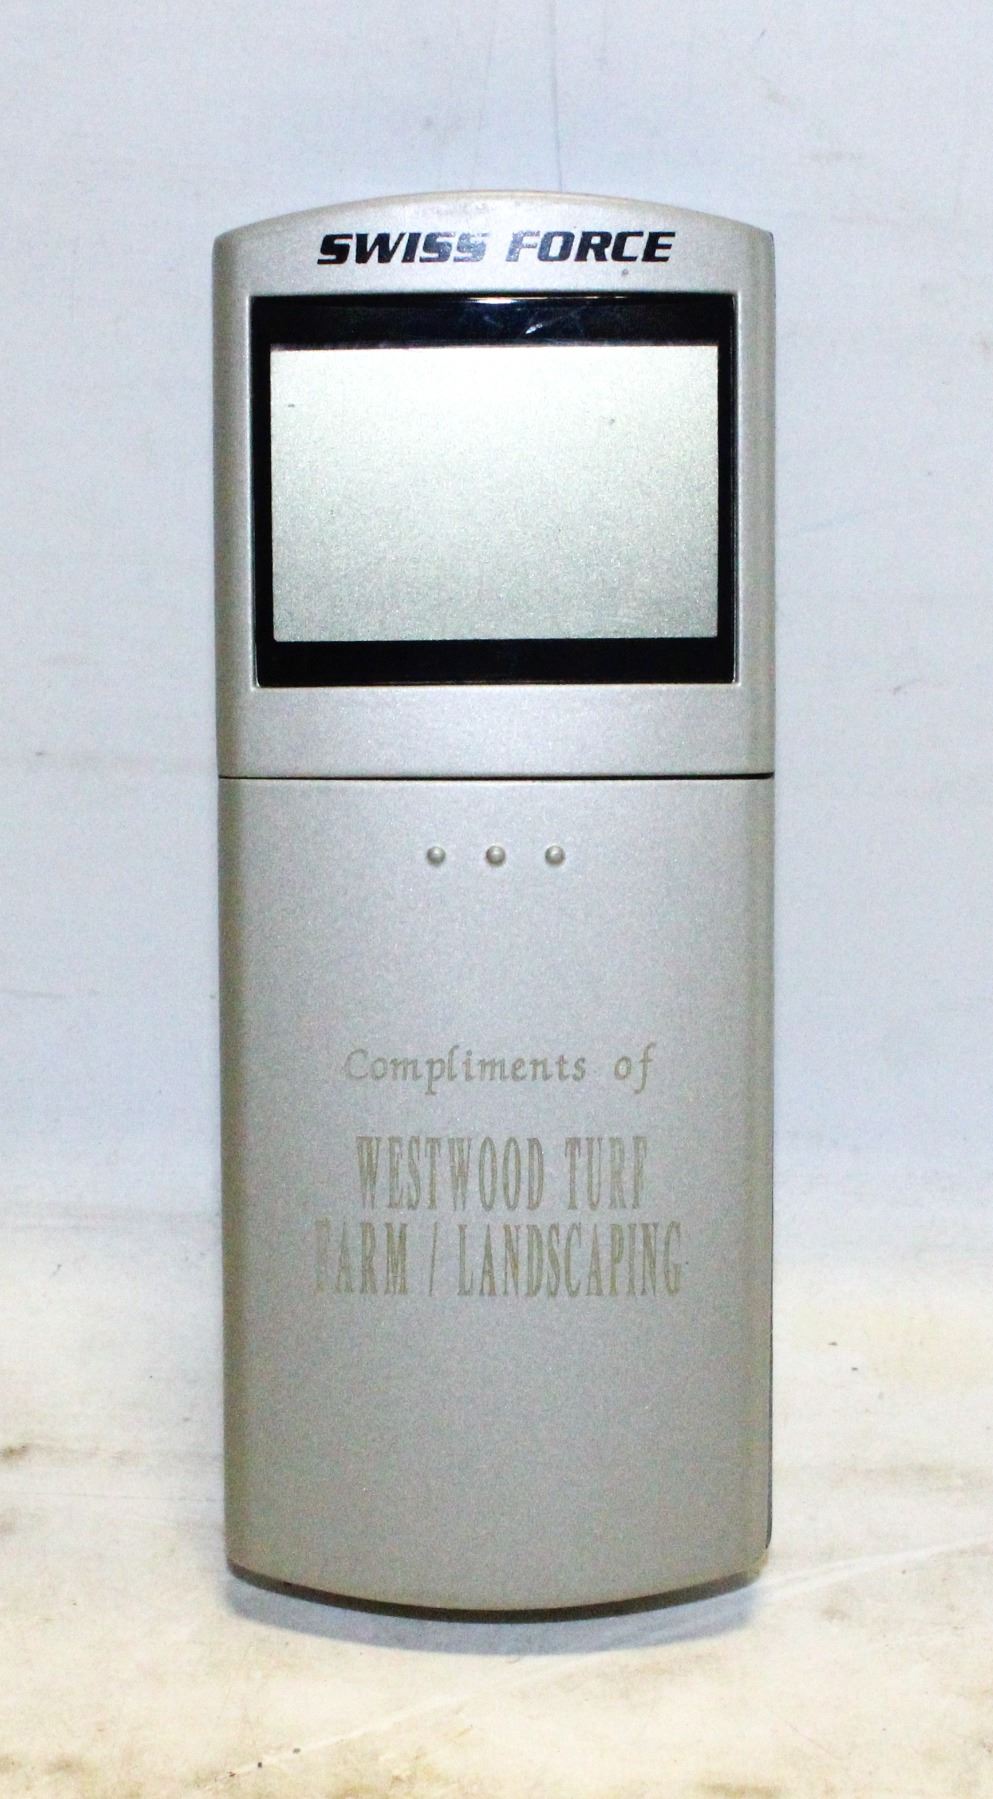 SWISS FORCE
Compliments of
WESTWOOD TURF
FARM / LANDSCAPING